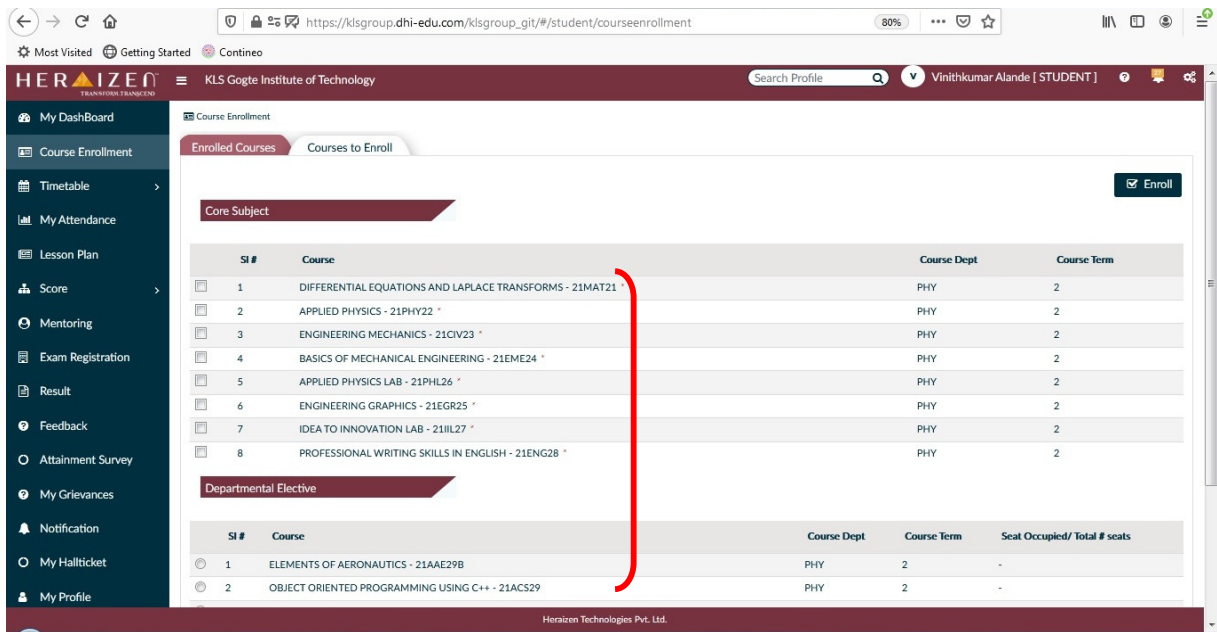 https://klsgroup.dhi-edu.com/klsgroup_git/#/student/courseenrollment 80%
Most Visited Getting Started Contineo
HERAIZEN
TRANSFORM.TRANSCEND
KLS Gogte Institute of Technology Search Profile V Vinithkumar Alande [ STUDENT ]
My DashBoard
Course Enrollment
Timetable
My Attendance
Lesson Plan
Score
Mentoring
Exam Registration
Result
Feedback
Attainment Survey
My Grievances
Notification
My Hallticket
My Profile
Course Enrollment
Enrolled Courses Courses to Enroll
Enroll
Core Subject
Sl # Course Course Dept Course Term
1 DIFFERENTIAL EQUATIONS AND LAPLACE TRANSFORMS - 21MAT21 * PHY 2
2 APPLIED PHYSICS - 21PHY22 * PHY 2
3 ENGINEERING MECHANICS - 21CIV23 * PHY 2
4 BASICS OF MECHANICAL ENGINEERING - 21EME24 * PHY 2
5 APPLIED PHYSICS LAB - 21PHL26 * PHY 2
6 ENGINEERING GRAPHICS - 21EGR25 * PHY 2
7 IDEA TO INNOVATION LAB - 21IIL27 * PHY 2
8 PROFESSIONAL WRITING SKILLS IN ENGLISH - 21ENG28 * PHY 2
Departmental Elective
Sl # Course Course Dept Course Term Seat Occupied/ Total # seats
1 ELEMENTS OF AERONAUTICS - 21AAE29B PHY 2 -
2 OBJECT ORIENTED PROGRAMMING USING C++ - 21ACS29 PHY 2 -
Heraizen Technologies Pvt. Ltd.